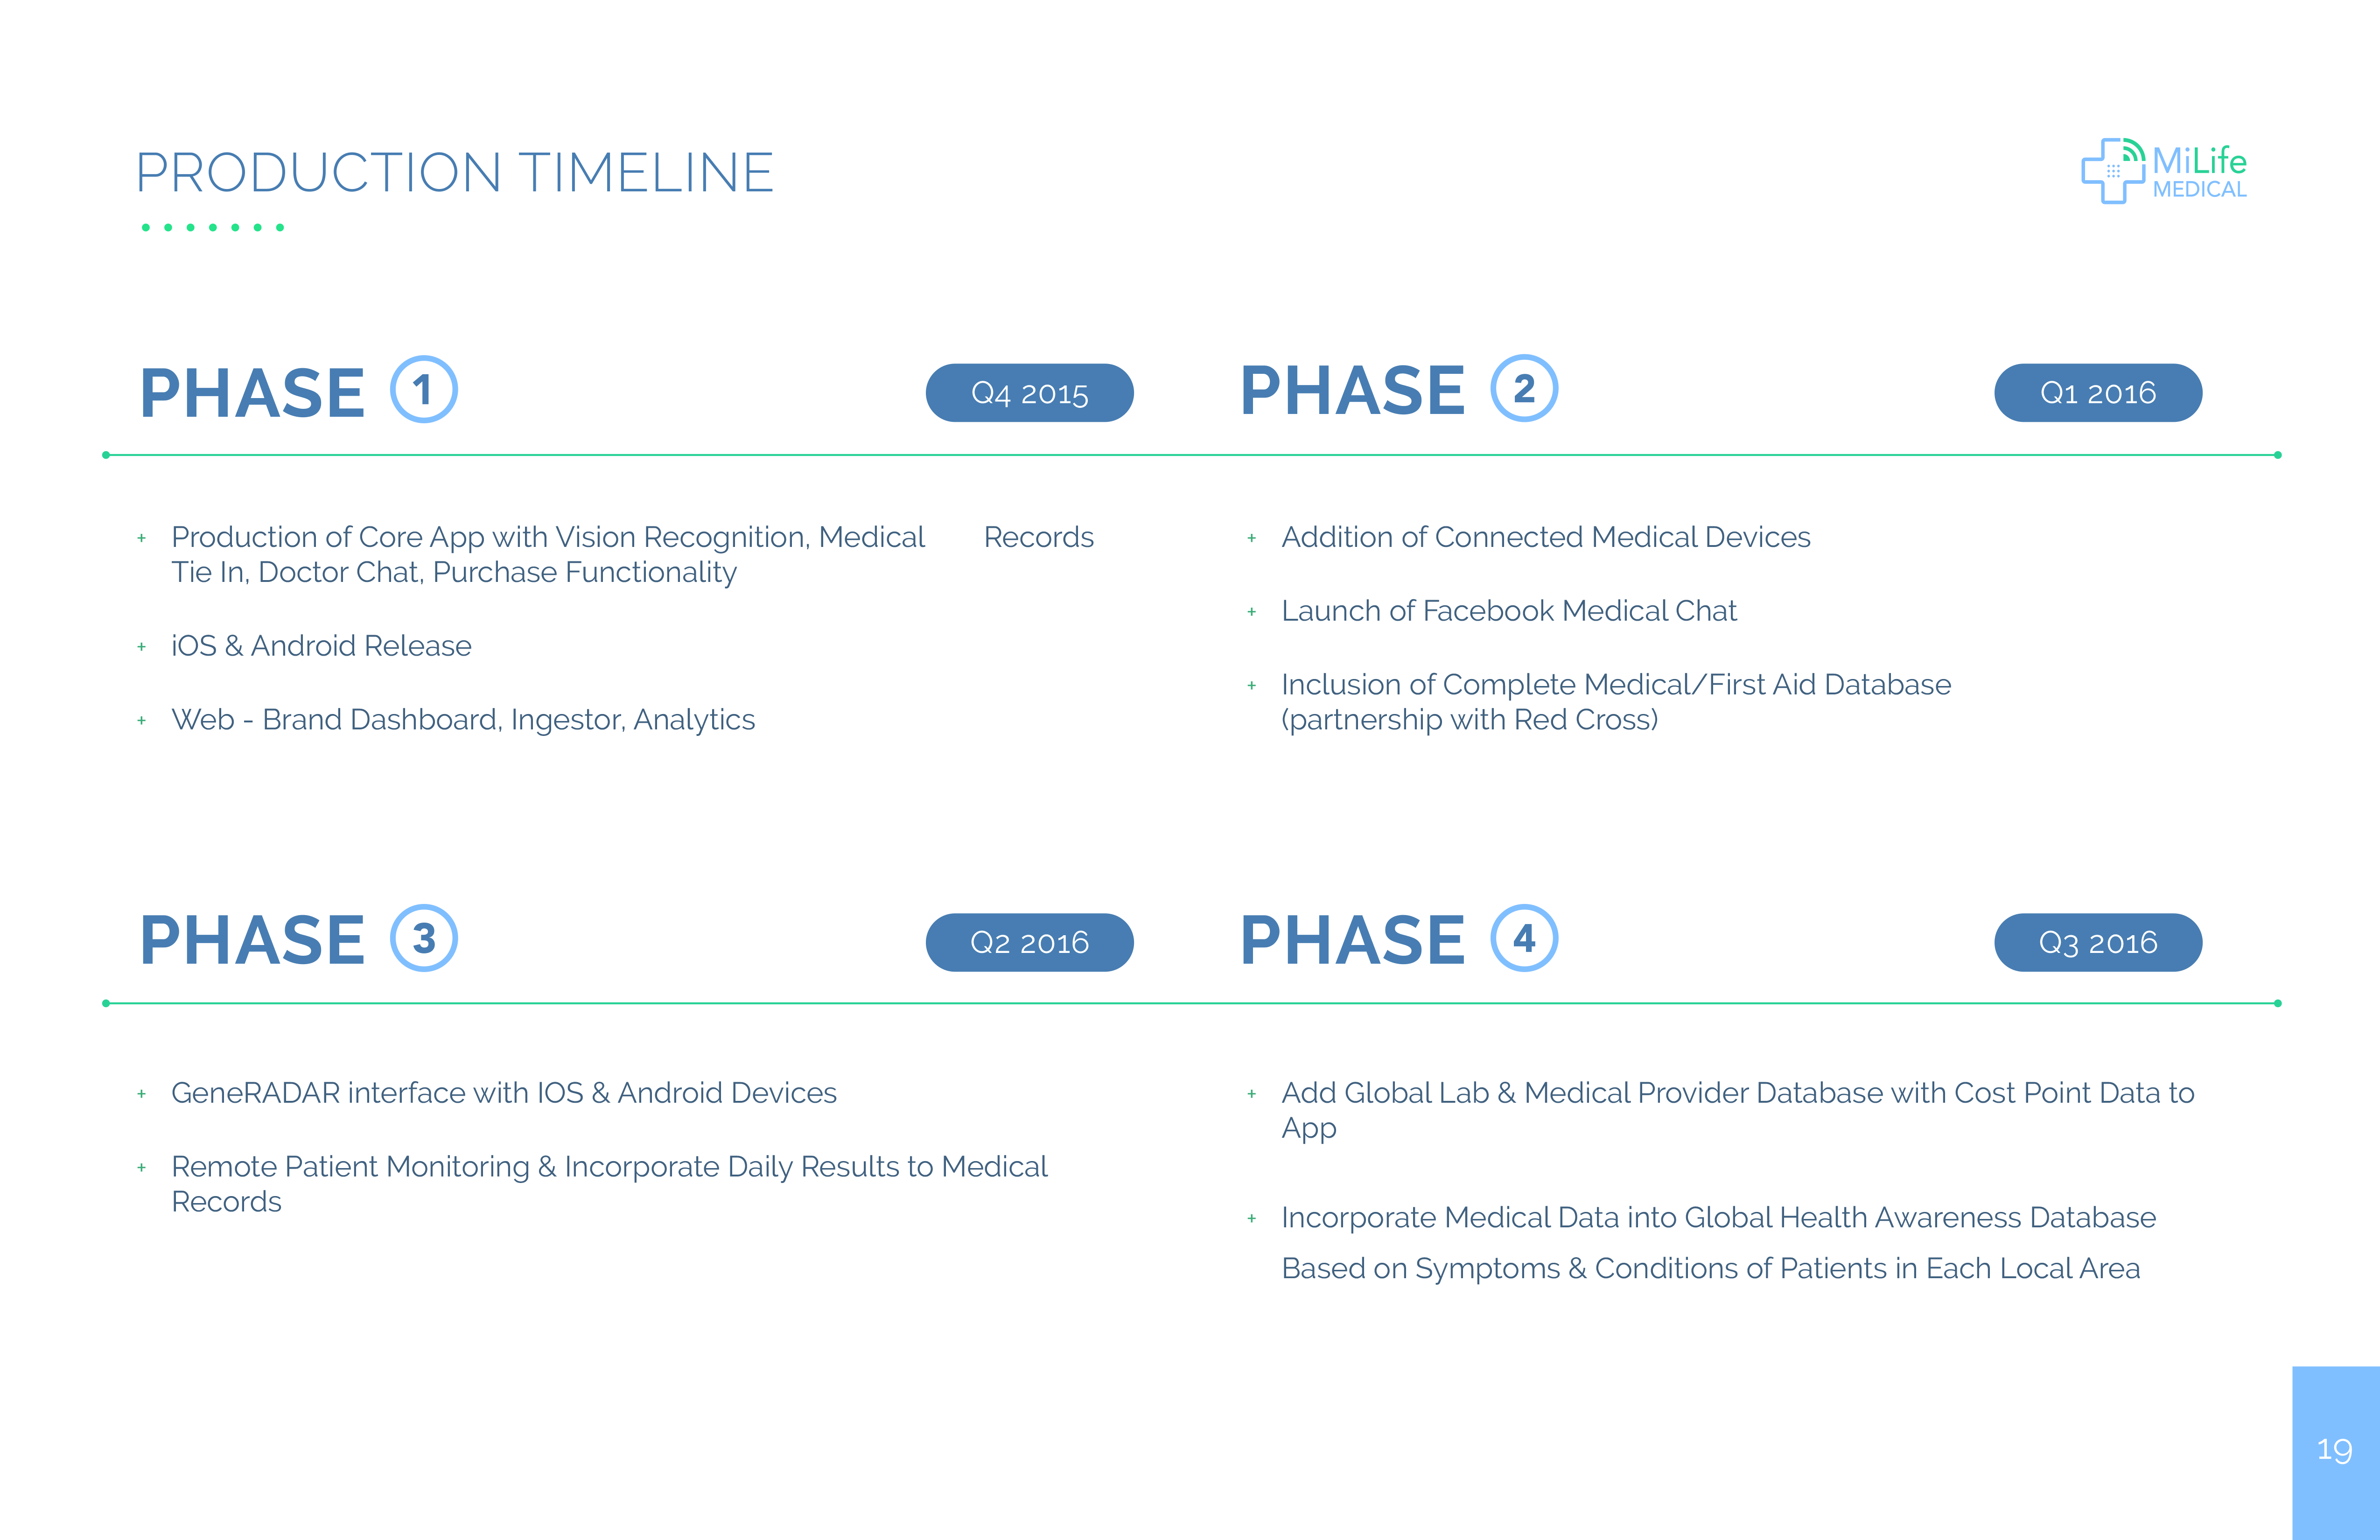 PRODUCTION TIMELINE
MiLife
MEDICAL
PHASE 1
Q4 2015
+ Production of Core App with Vision Recognition, Medical Records
Tie In, Doctor Chat, Purchase Functionality
+ iOS & Android Release
+ Web - Brand Dashboard, Ingestor, Analytics
PHASE 2
Q1 2016
+ Addition of Connected Medical Devices
+ Launch of Facebook Medical Chat
+ Inclusion of Complete Medical/First Aid Database
(partnership with Red Cross)
PHASE 3
Q2 2016
+ GeneRADAR interface with IOS & Android Devices
+ Remote Patient Monitoring & Incorporate Daily Results to Medical
Records
PHASE 4
Q3 2016
+ Add Global Lab & Medical Provider Database with Cost Point Data to
App
+ Incorporate Medical Data into Global Health Awareness Database
Based on Symptoms & Conditions of Patients in Each Local Area
19